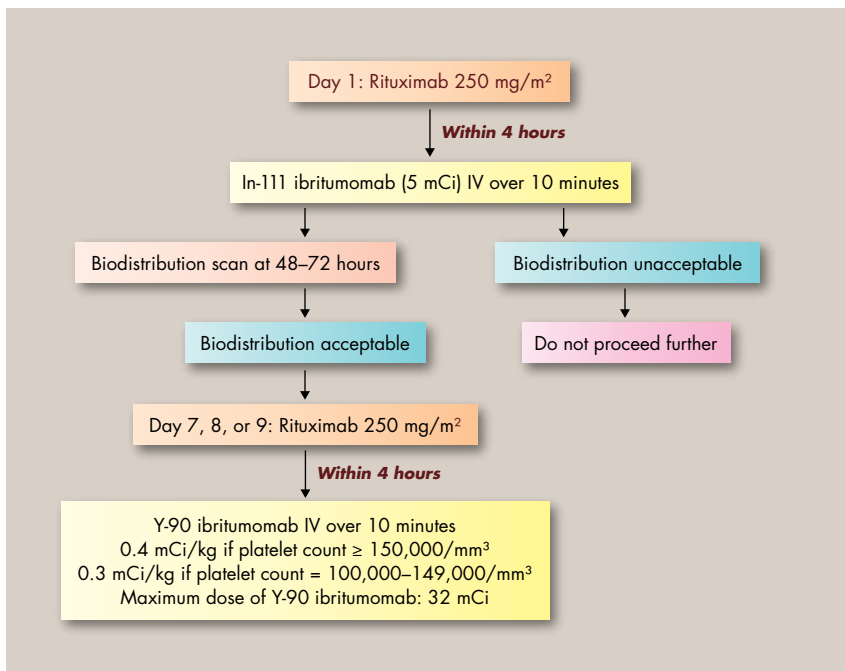 Day 1: Rituximab 250 mg/m²
Within 4 hours
In-111 ibritumomab (5 mCi) IV over 10 minutes
Biodistribution scan at 48–72 hours
Biodistribution unacceptable
Biodistribution acceptable
Do not proceed further
Day 7, 8, or 9: Rituximab 250 mg/m²
Within 4 hours
Y-90 ibritumomab IV over 10 minutes
0.4 mCi/kg if platelet count ≥ 150,000/mm³
0.3 mCi/kg if platelet count = 100,000–149,000/mm³
Maximum dose of Y-90 ibritumomab: 32 mCi